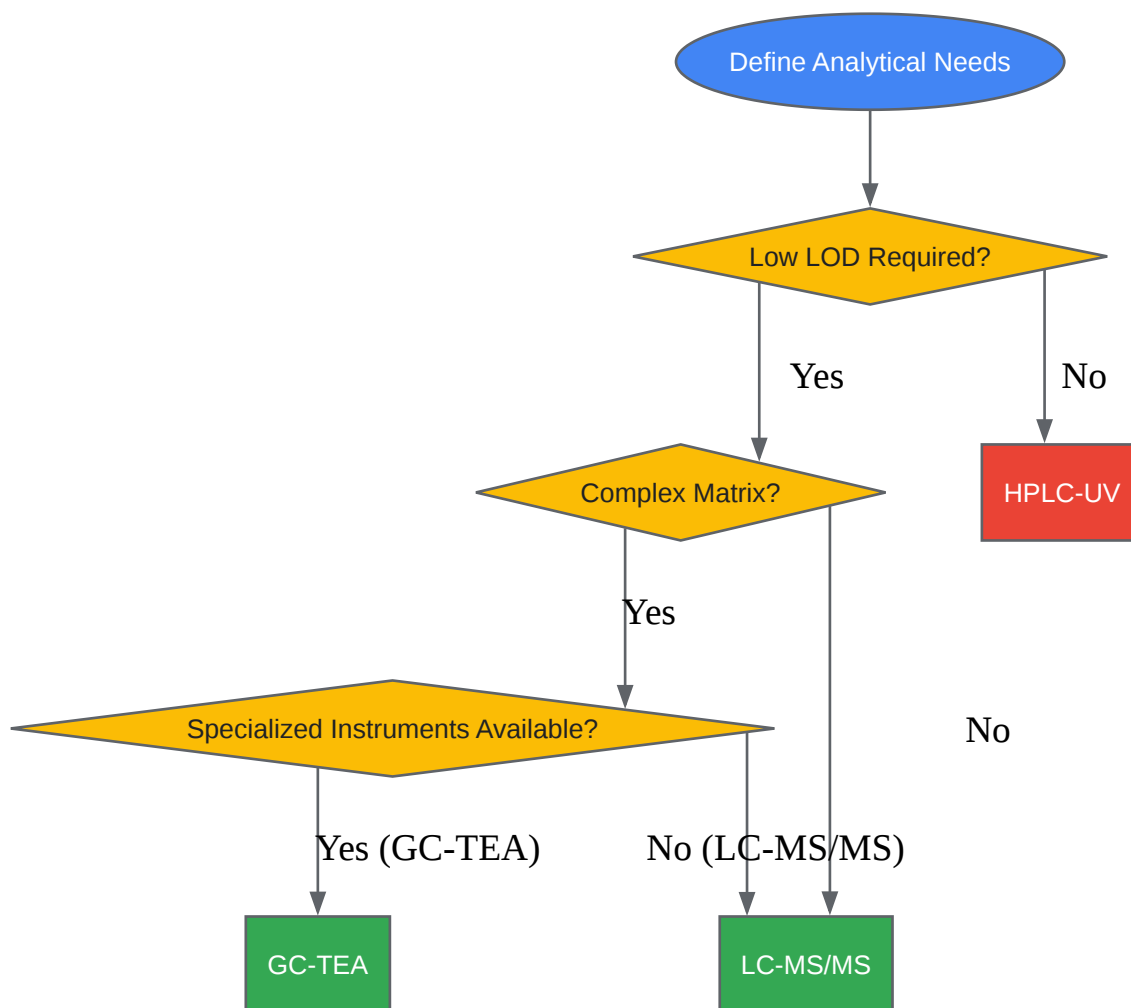 Define Analytical Needs
Low LOD Required?
Yes
No
Complex Matrix?
HPLC-UV
Yes
Specialized Instruments Available?
No
Yes (GC-TEA)
No (LC-MS/MS)
GC-TEA
LC-MS/MS